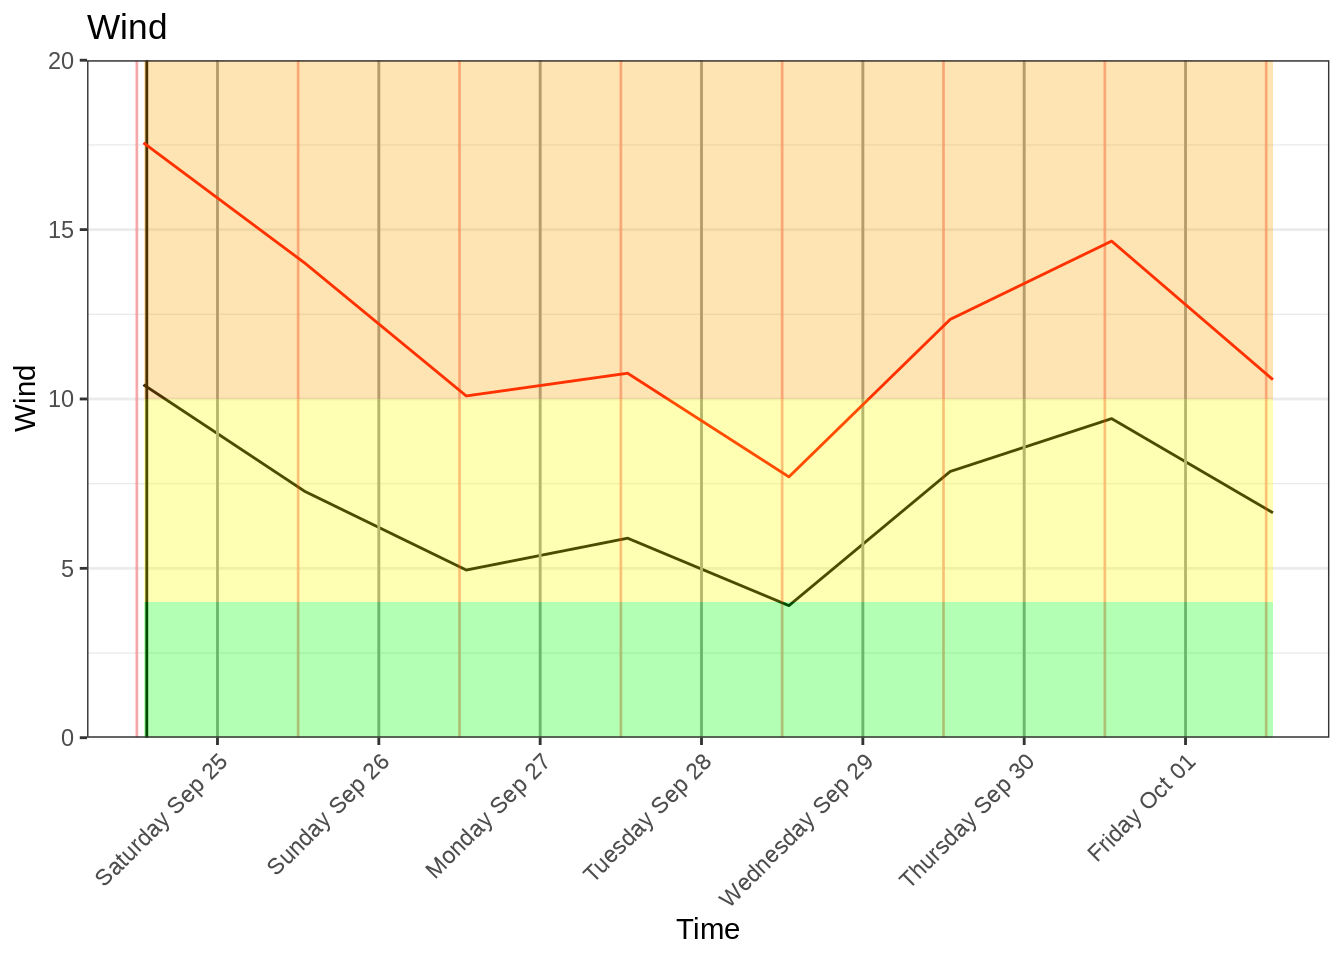 Wind
20
15
10
5
0
Wind
Saturday Sep 25
Sunday Sep 26
Monday Sep 27
Tuesday Sep 28
Wednesday Sep 29
Thursday Sep 30
Friday Oct 01
Time